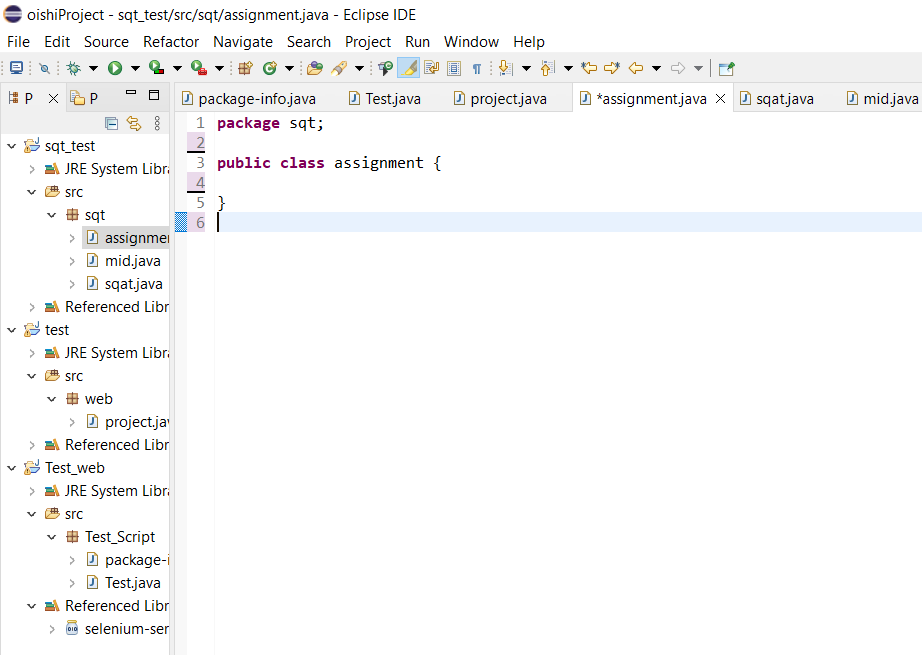 oishiProject - sqt_test/src/sqt/assignment.java - Eclipse IDE
File Edit Source Refactor Navigate Search Project Run Window Help
P P
package-info.java Test.java project.java *assignment.java sqat.java mid.java
sqt_test
JRE System Libra
src
sqt
assignmer
mid.java
sqat.java
Referenced Libr
test
JRE System Libra
src
web
project.jav
Referenced Libr
Test_web
JRE System Libra
src
Test_Script
package-i
Test.java
Referenced Libr
selenium-ser
1 package sqt;
2
3 public class assignment {
4
5 }
6